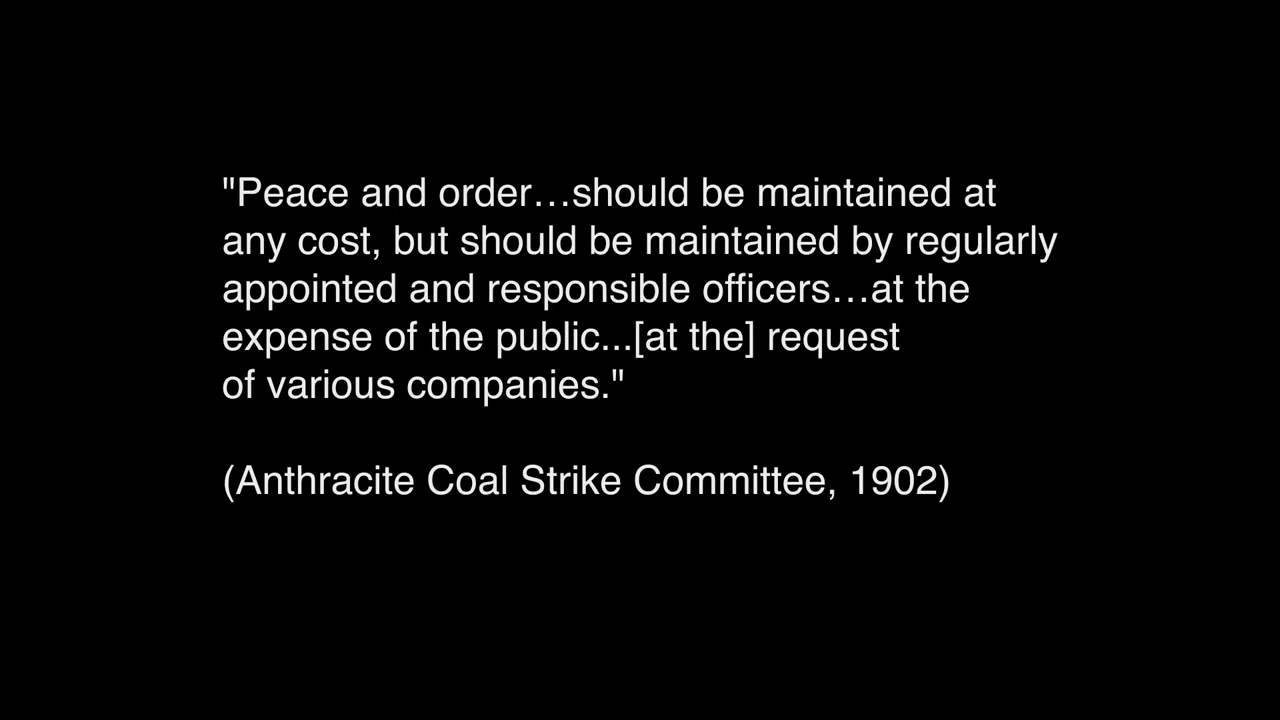 "Peace and order…should be maintained at
any cost, but should be maintained by regularly
appointed and responsible officers…at the
expense of the public...[at the] request
of various companies."
(Anthracite Coal Strike Committee, 1902)